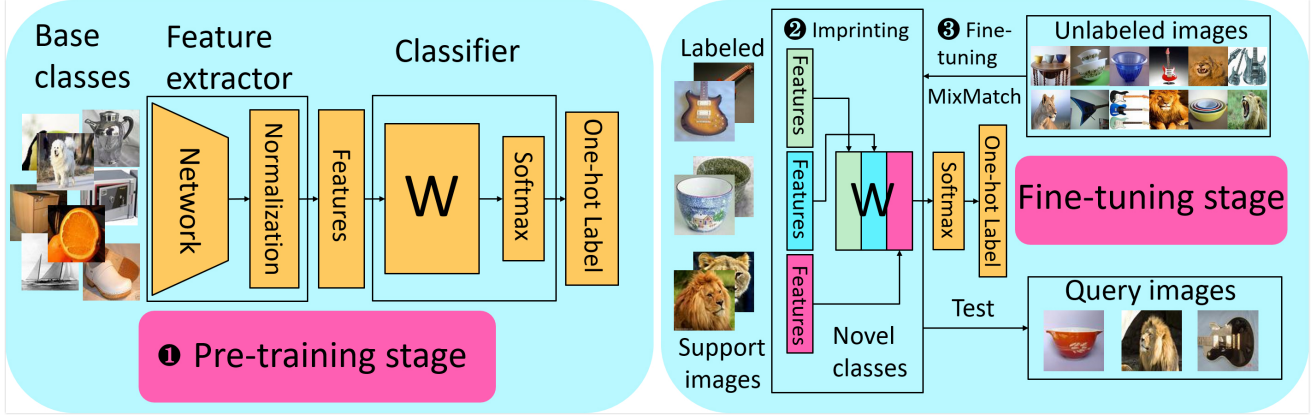 Base
classes
Feature
extractor
Classifier
Network
Normalization
Features
W
Softmax
One-hot Label
❶ Pre-training stage
Labeled
Support
images
❷ Imprinting
Features
Features
Features
W
Novel
classes
❸ Fine-
tuning
MixMatch
Softmax
One-hot Label
Unlabeled images
Fine-tuning stage
Test
Query images